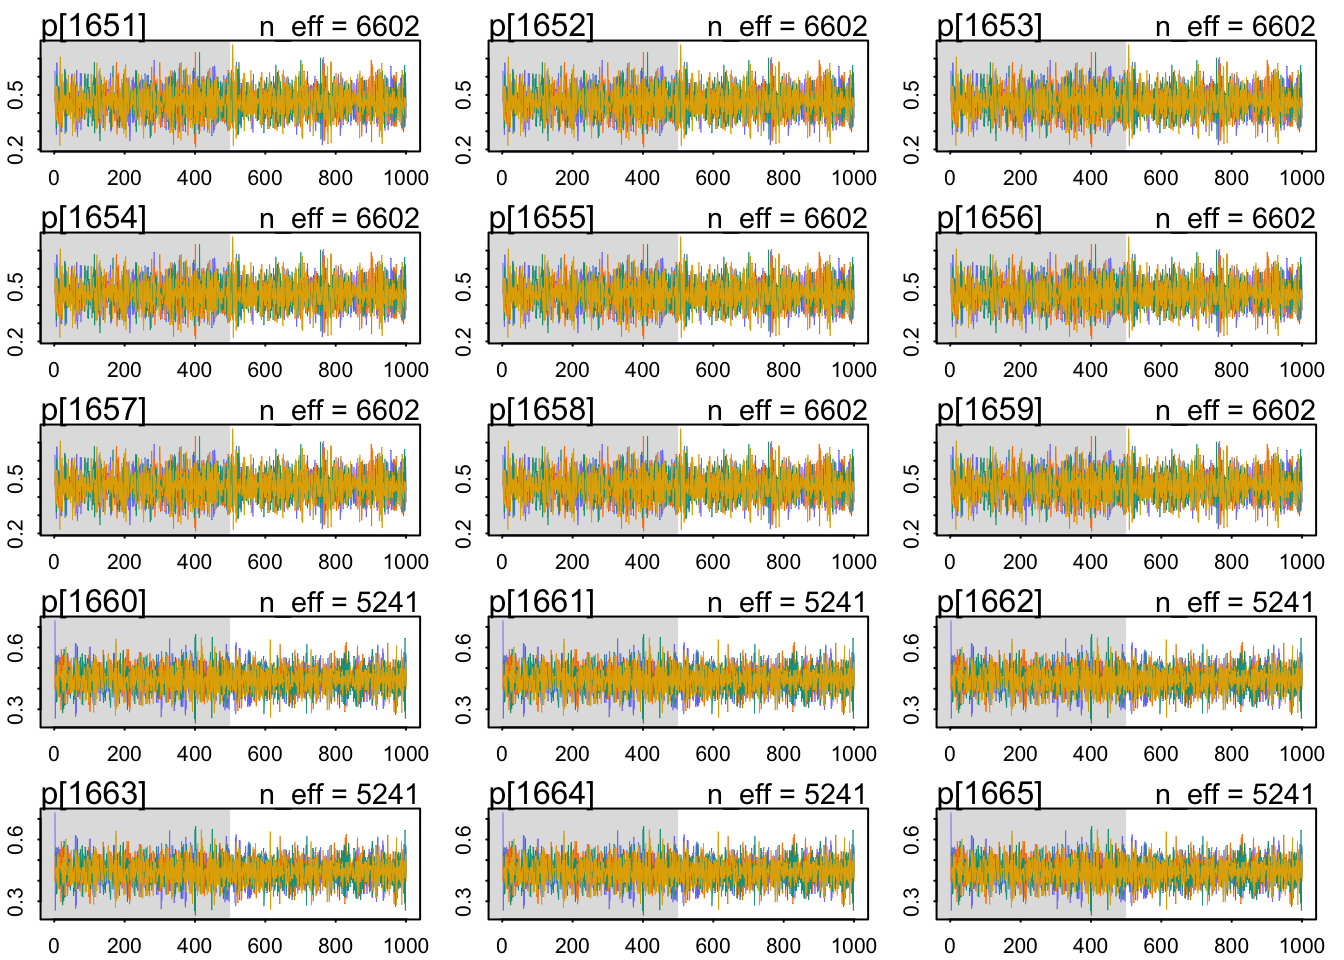 p[1651] n_eff = 6602 p[1652] n_eff = 6602 p[1653] n_eff = 6602
0.5 0.5 0.5
0.2 0.2 0.2
0 200 400 600 800 1000 0 200 400 600 800 1000 0 200 400 600 800 1000
p[1654] n_eff = 6602 p[1655] n_eff = 6602 p[1656] n_eff = 6602
0.5 0.5 0.5
0.2 0.2 0.2
0 200 400 600 800 1000 0 200 400 600 800 1000 0 200 400 600 800 1000
p[1657] n_eff = 6602 p[1658] n_eff = 6602 p[1659] n_eff = 6602
0.5 0.5 0.5
0.2 0.2 0.2
0 200 400 600 800 1000 0 200 400 600 800 1000 0 200 400 600 800 1000
p[1660] n_eff = 5241 p[1661] n_eff = 5241 p[1662] n_eff = 5241
0.6 0.6 0.6
0.3 0.3 0.3
0 200 400 600 800 1000 0 200 400 600 800 1000 0 200 400 600 800 1000
p[1663] n_eff = 5241 p[1664] n_eff = 5241 p[1665] n_eff = 5241
0.6 0.6 0.6
0.3 0.3 0.3
0 200 400 600 800 1000 0 200 400 600 800 1000 0 200 400 600 800 1000